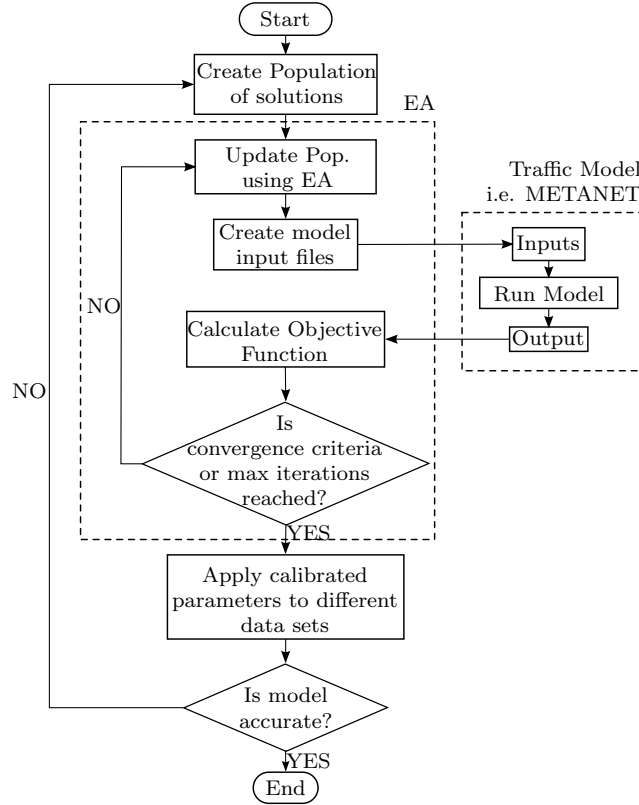 Start
Create Population
of solutions
EA
Update Pop.
using EA
Traffic Model
i.e. METANET
Create model
input files
Inputs
Run Model
Output
NO
Calculate Objective
Function
NO
Is
convergence criteria
or max iterations
reached?
YES
Apply calibrated
parameters to different
data sets
Is model
accurate?
YES
End